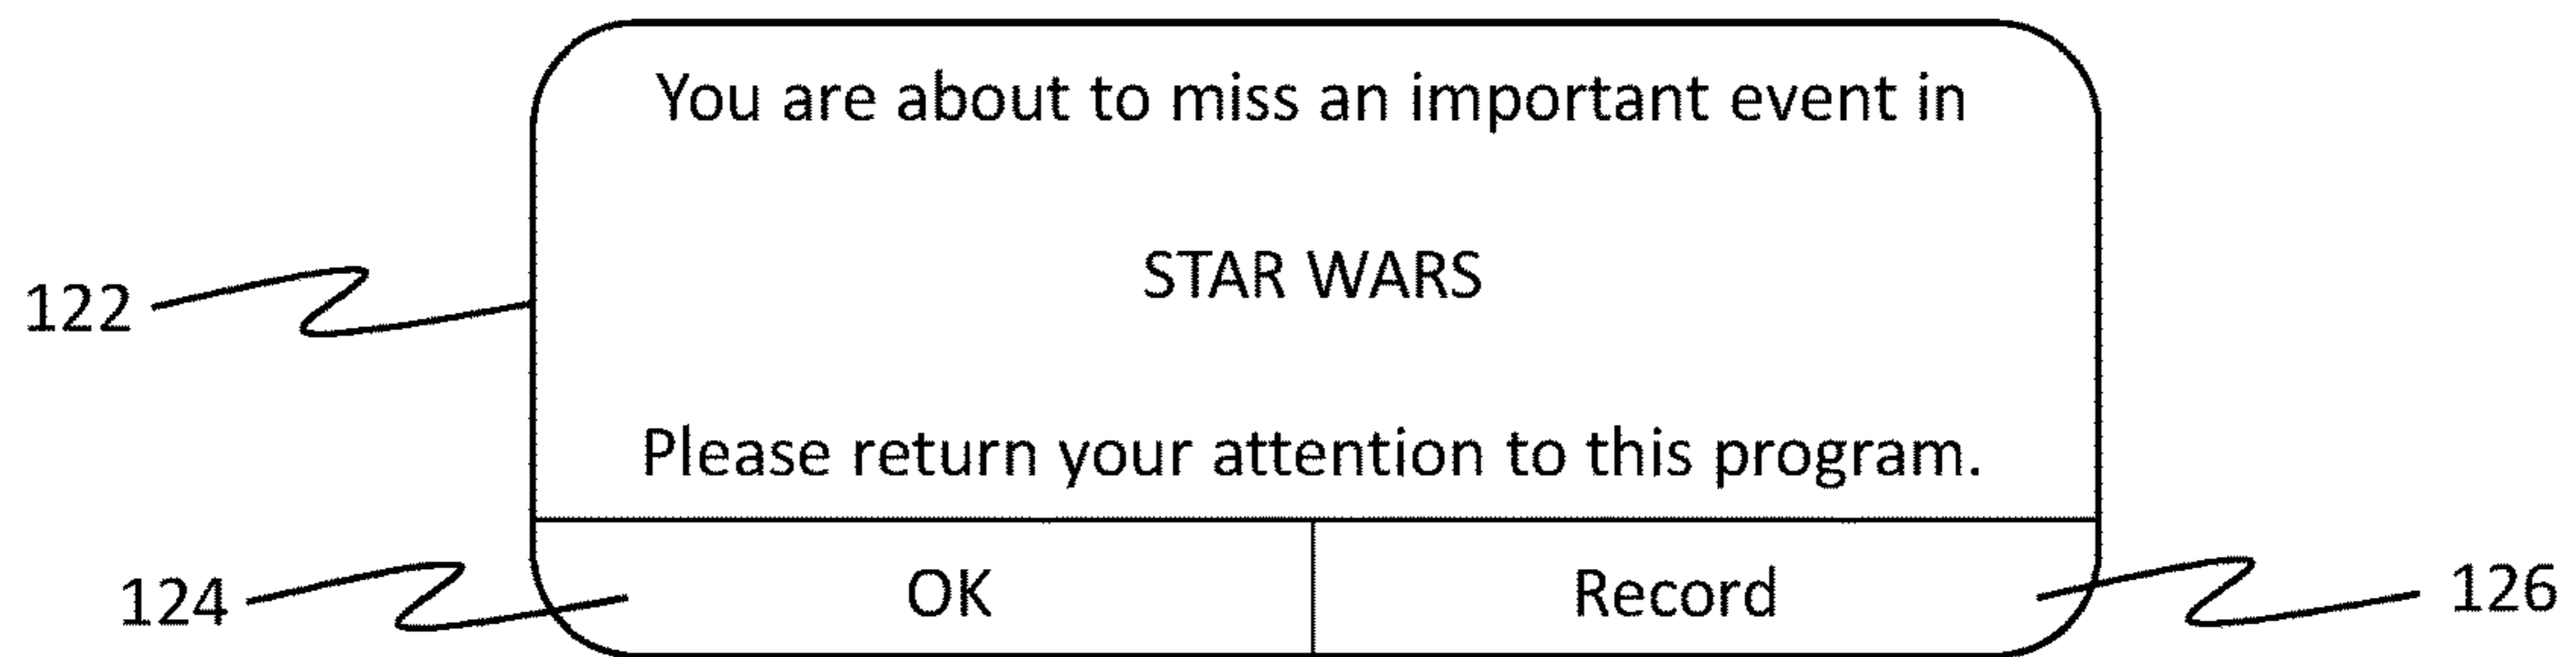 You are about to miss an important event in
STAR WARS
122
Please return your attention to this program.
124 OK Record 126